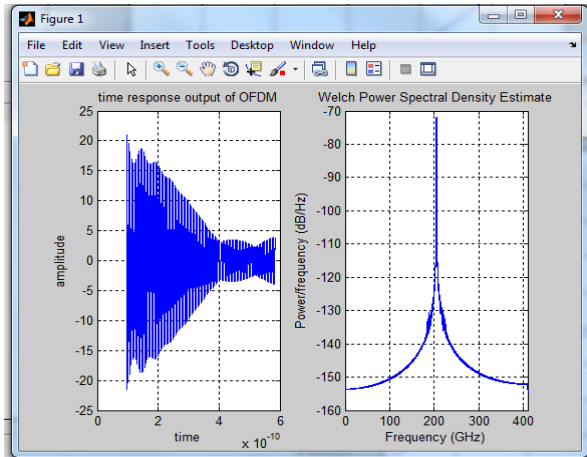 Figure 1
File Edit View Insert Tools Desktop Window Help
time response output of OFDM
25
20
15
10
5
0
-5
-10
-15
-20
-25
amplitude
0 2 4 6
time
x 10^-10
Welch Power Spectral Density Estimate
-70
-80
-90
-100
-110
-120
-130
-140
-150
-160
Power/frequency (dB/Hz)
0 100 200 300 400
Frequency (GHz)